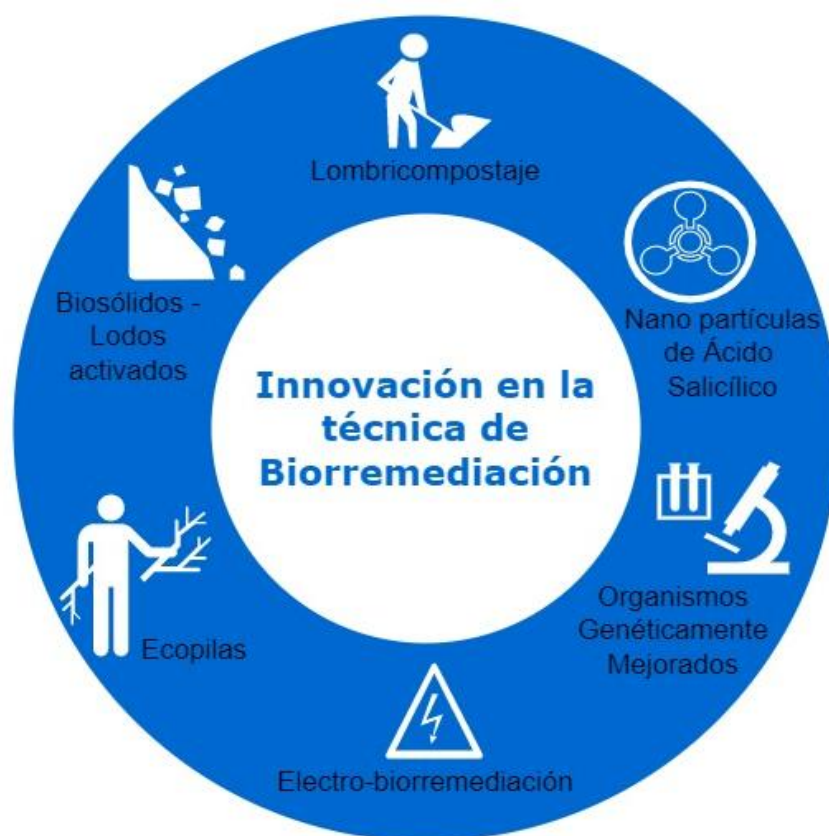 Lombricompostaje
Nano partículas
de Ácido
Salicílico
Organismos
Genéticamente
Mejorados
Electro-biorremediación
Ecopilas
Biosólidos -
Lodos
activados
Innovación en la
técnica de
Biorremediación